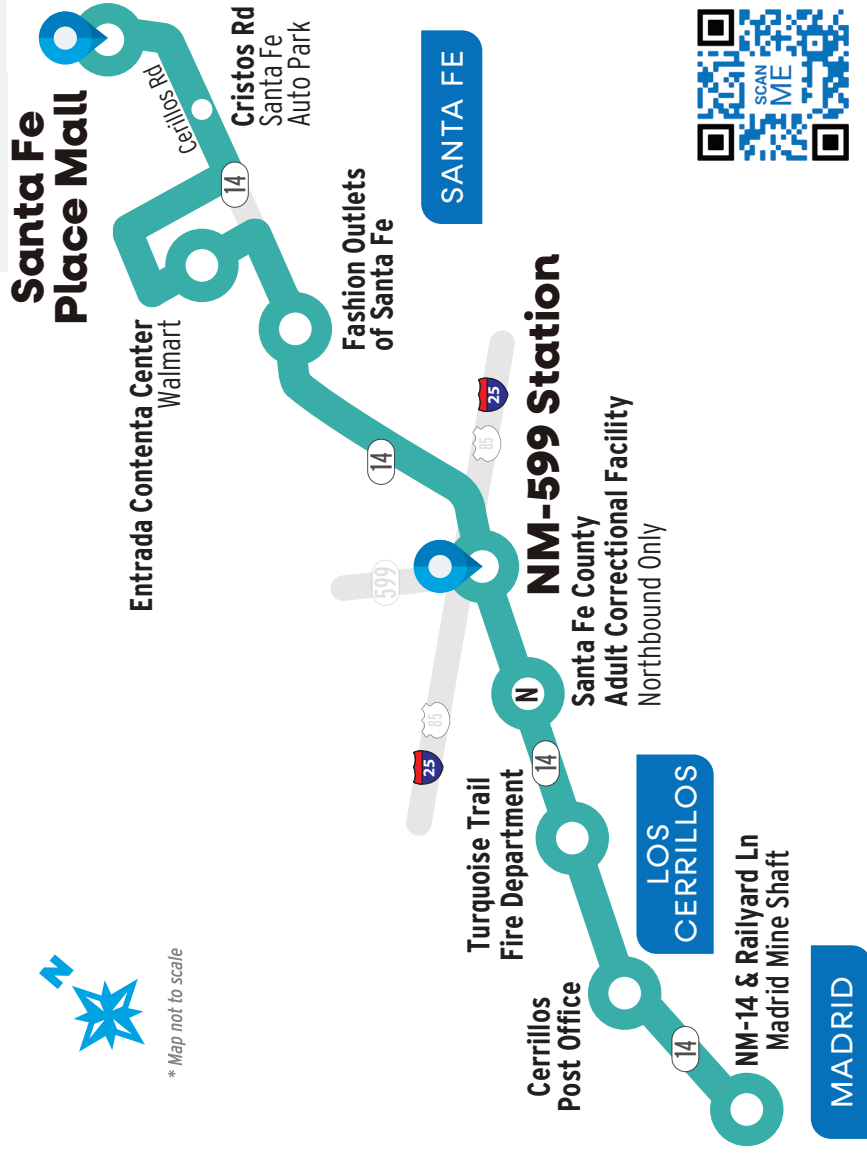 Santa Fe
Place Mall
Cerillos Rd
Cristos Rd
Santa Fe
Auto Park
14
SANTA FE
SCAN
ME
Entrada Contenta Center
Walmart
Fashion Outlets
of Santa Fe
14
25
85
NM-599 Station
599
85
25
Santa Fe County
Adult Correctional Facility
Northbound Only
N
14
Turquoise Trail
Fire Department
LOS
CERRILLOS
Cerrillos
Post Office
14
NM-14 & Railyard Ln
Madrid Mine Shaft
MADRID
N
* Map not to scale